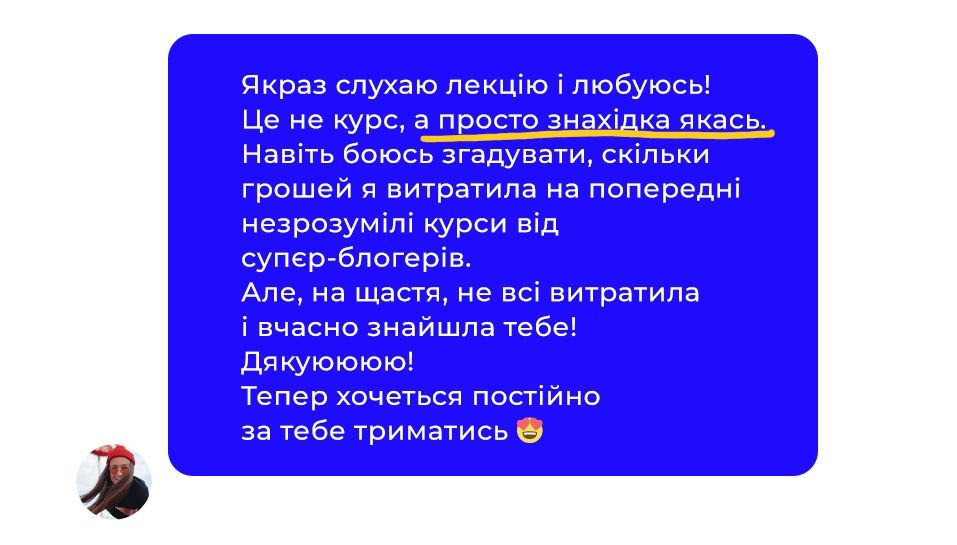 Якраз слухаю лекцію і любуюсь!
Це не курс, а просто знахідка якась.
Навіть боюсь згадувати, скільки
грошей я витратила на попередні
незрозумілі курси від
супєр-блогерів.
Але, на щастя, не всі витратила
і вчасно знайшла тебе!
Дякуюююю!
Тепер хочеться постійно
за тебе триматись 😍